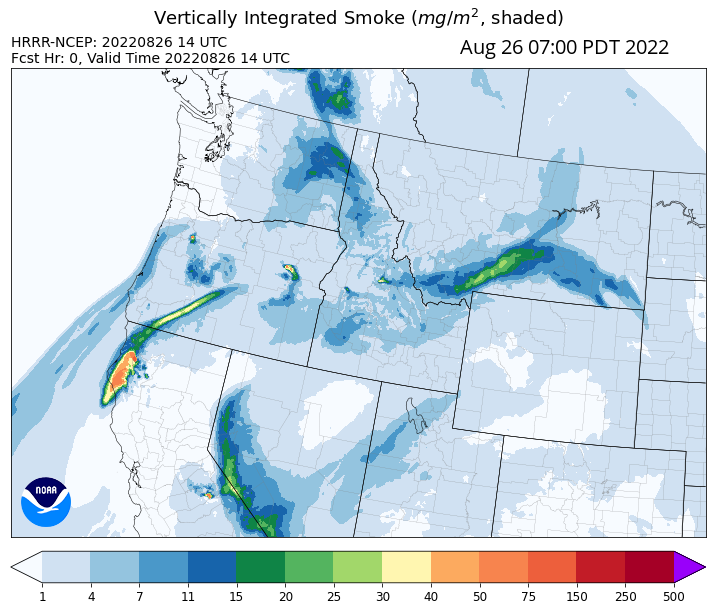 Vertically Integrated Smoke (mg/m², shaded)
HRRR-NCEP: 20220826 14 UTC
Fcst Hr: 0, Valid Time 20220826 14 UTC
Aug 26 07:00 PDT 2022
NOAA
1 4 7 11 15 20 25 30 40 50 75 150 250 500